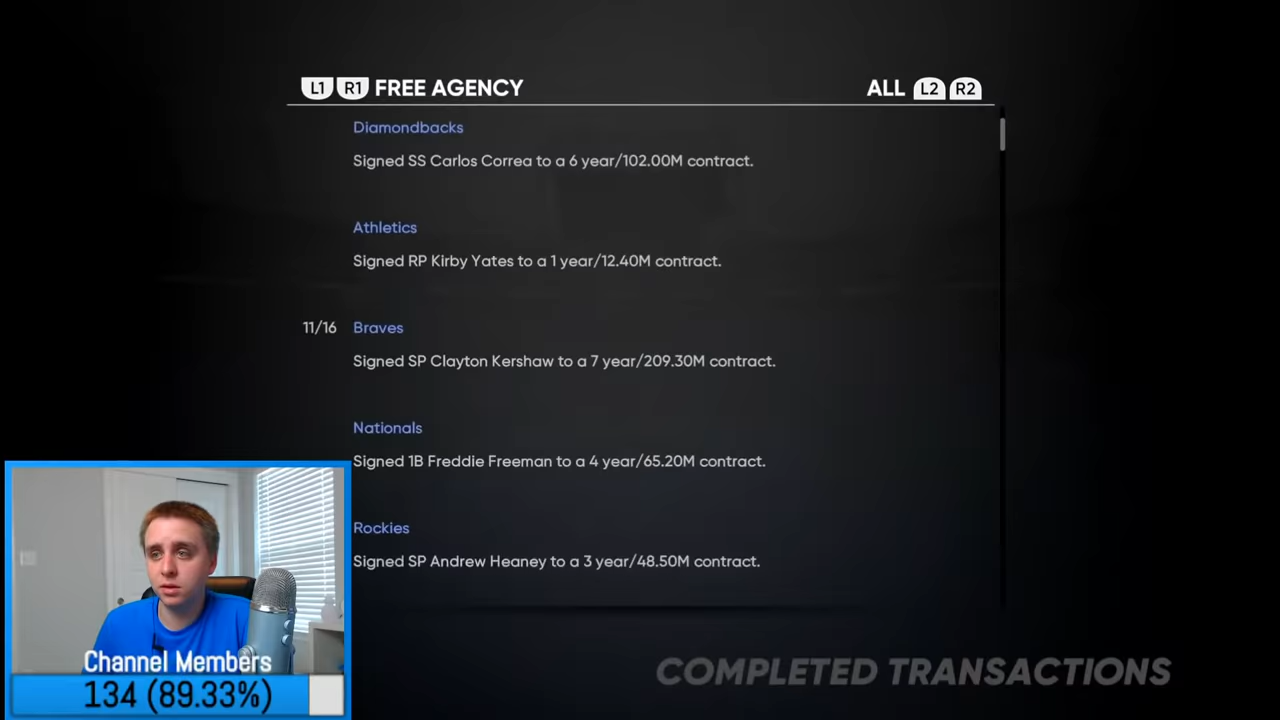 L1 R1 FREE AGENCY ALL L2 R2
Diamondbacks
Signed SS Carlos Correa to a 6 year/102.00M contract.
Athletics
Signed RP Kirby Yates to a 1 year/12.40M contract.
11/16 Braves
Signed SP Clayton Kershaw to a 7 year/209.30M contract.
Nationals
Signed 1B Freddie Freeman to a 4 year/65.20M contract.
Rockies
Signed SP Andrew Heaney to a 3 year/48.50M contract.
Channel Members
134 (89.33%)
COMPLETED TRANSACTIONS